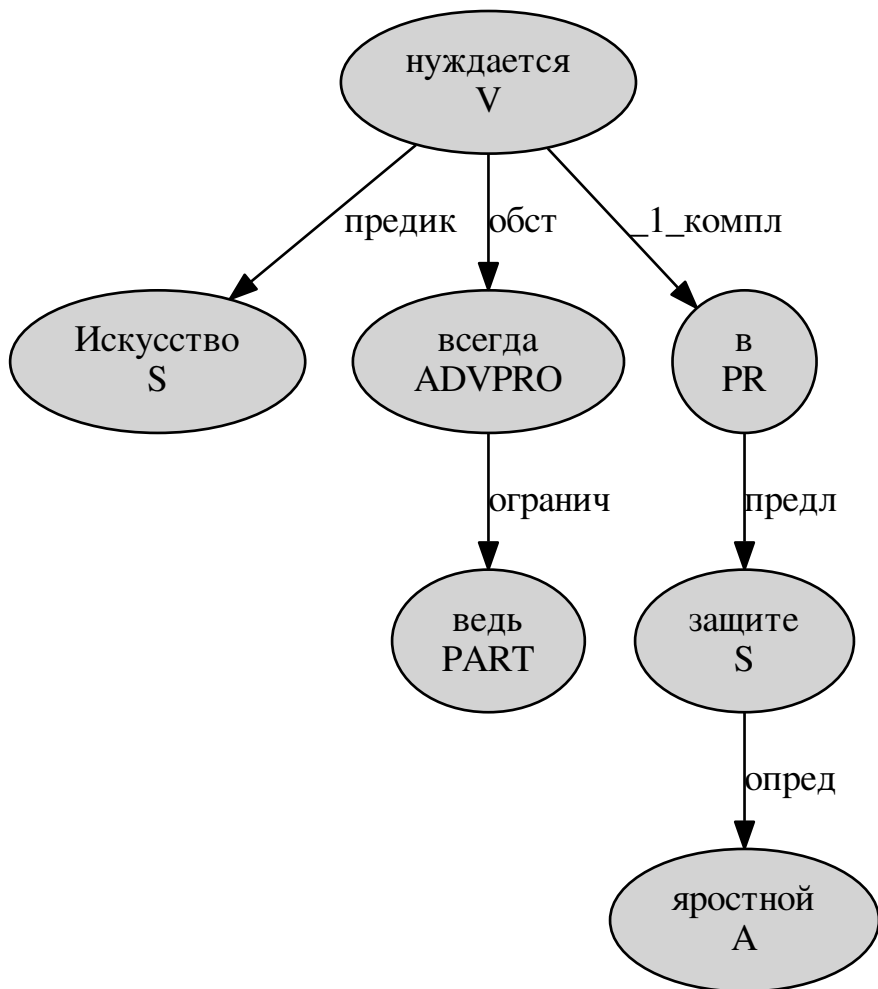 нуждается
V
предик
обст
_1_компл
Искусство
S
всегда
ADVPRO
в
PR
огранич
предл
ведь
PART
защите
S
опред
яростной
A